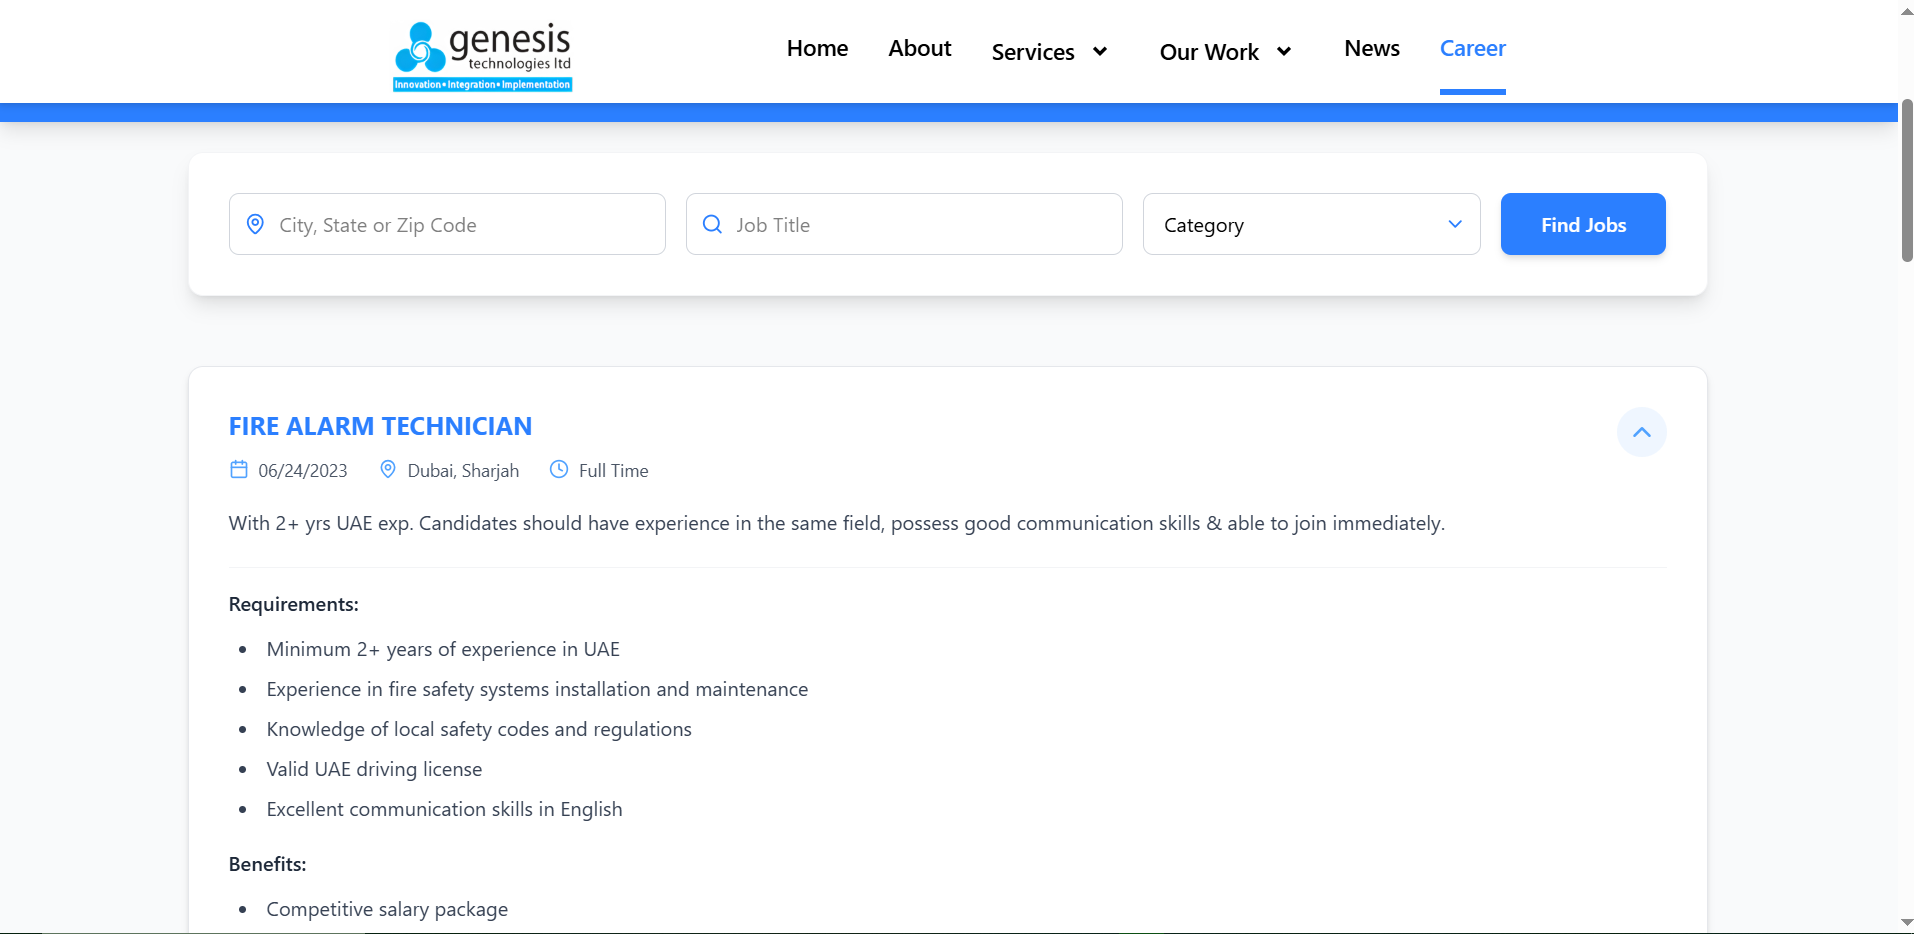 genesis
technologies ltd
Innovation • Integration • Implementation
Home About Services Our Work News Career
City, State or Zip Code Job Title Category Find Jobs
FIRE ALARM TECHNICIAN
06/24/2023 Dubai, Sharjah Full Time
With 2+ yrs UAE exp. Candidates should have experience in the same field, possess good communication skills & able to join immediately.
Requirements:
• Minimum 2+ years of experience in UAE
• Experience in fire safety systems installation and maintenance
• Knowledge of local safety codes and regulations
• Valid UAE driving license
• Excellent communication skills in English
Benefits:
• Competitive salary package